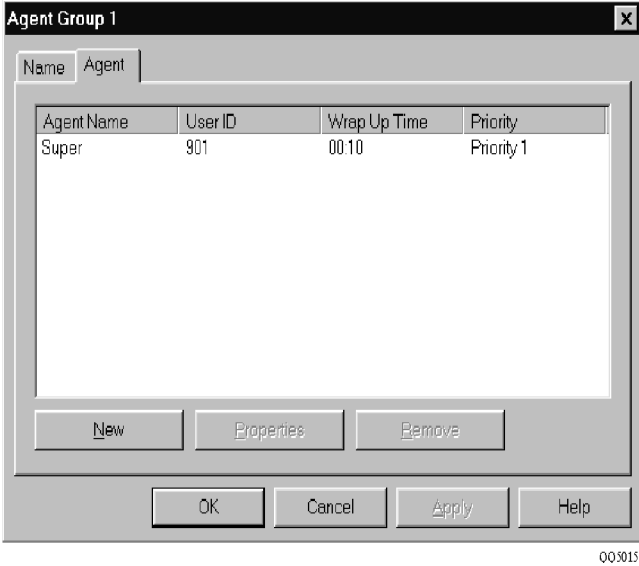 Agent Group 1
Name Agent
Agent Name User ID Wrap Up Time Priority
Super 901 00:10 Priority 1
New Properties Remove
OK Cancel Apply Help
QO5015